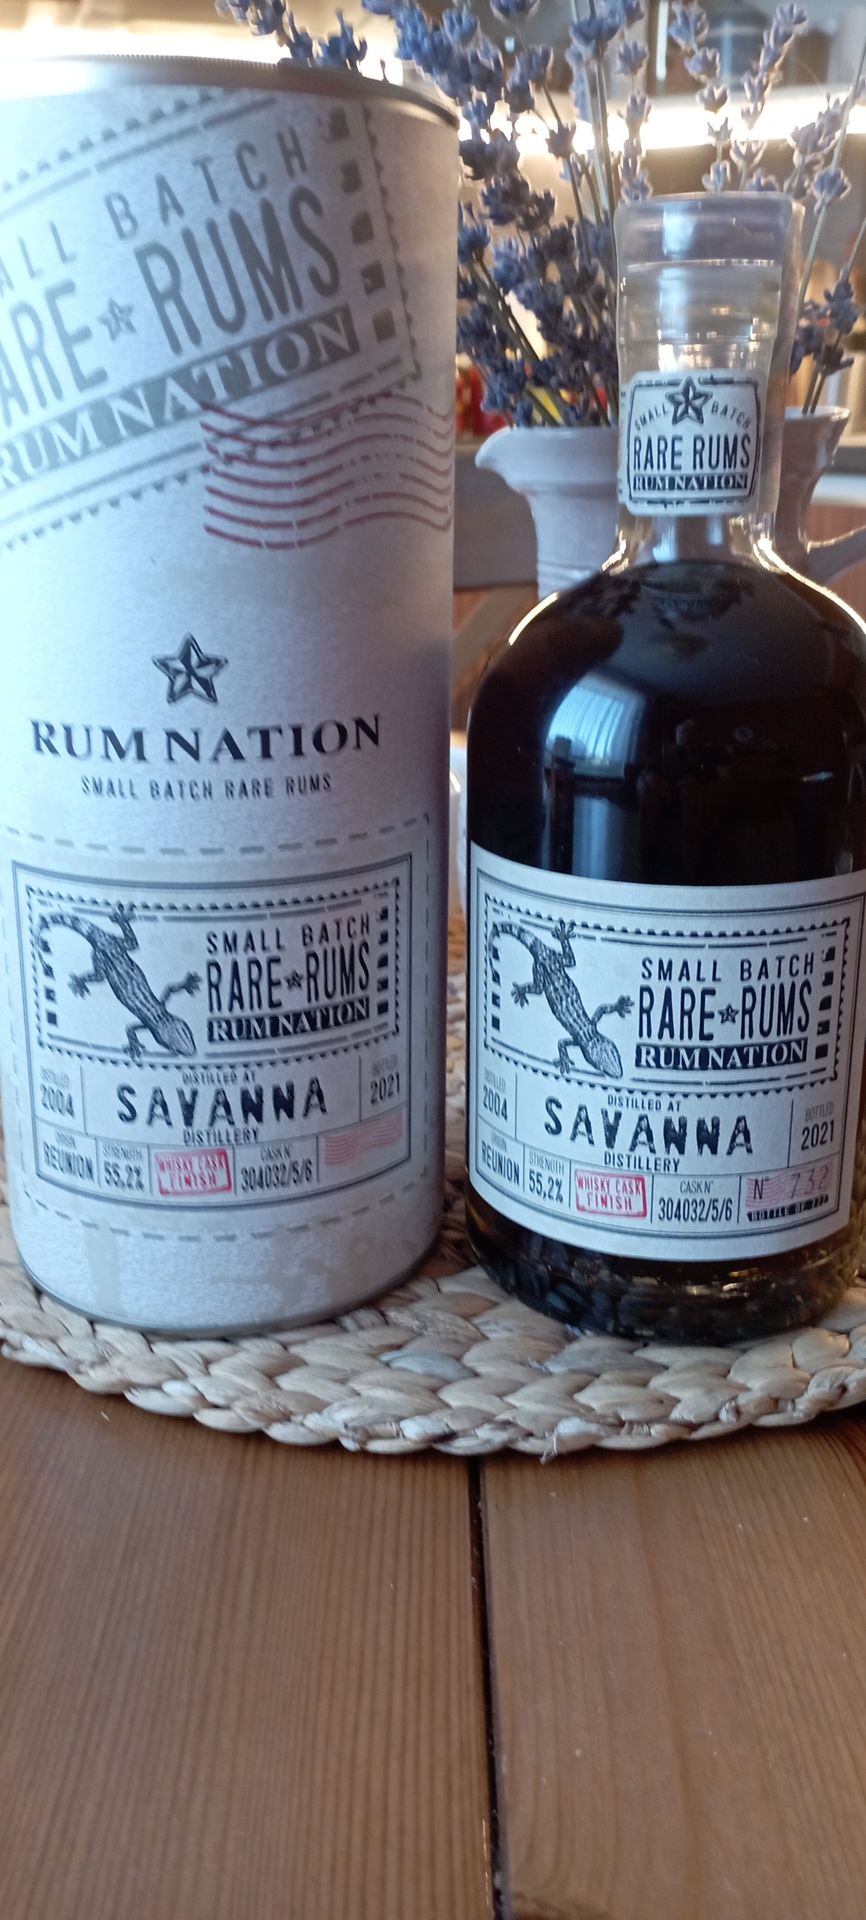 SMALL BATCH
RARE RUMS
RUM NATION
RUM NATION
SMALL BATCH RARE RUMS
SMALL BATCH
RARE RUMS
RUM NATION
DISTILLED
2004
DISTILLED AT
SAVANNA
DISTILLERY
BOTTLED
2021
ORIGIN
REUNION
STRENGTH
55,2%
WHISKY CASK
FINISH
CASK N°
304032/5/6
SMALL BATCH
RARE RUMS
RUM NATION
SMALL BATCH
RARE RUMS
RUM NATION
DISTILLED
2004
DISTILLED AT
SAVANNA
DISTILLERY
BOTTLED
2021
ORIGIN
REUNION
STRENGTH
55,2%
WHISKY CASK
FINISH
CASK N°
304032/5/6
N° 732
BOTTLE OF 777